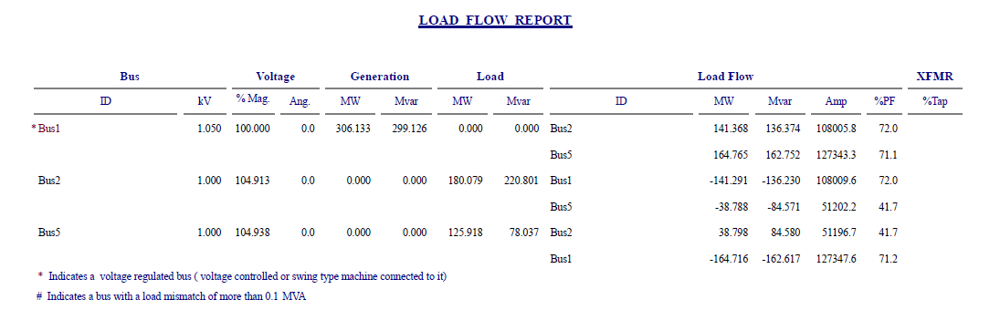 LOAD FLOW REPORT
Bus Voltage Generation Load Load Flow XFMR
ID kV % Mag. Ang. MW Mvar MW Mvar ID MW Mvar Amp %PF %Tap
* Bus1 1.050 100.000 0.0 306.133 299.126 0.000 0.000 Bus2 141.368 136.374 108005.8 72.0
Bus5 164.765 162.752 127343.3 71.1
Bus2 1.000 104.913 0.0 0.000 0.000 180.079 220.801 Bus1 -141.291 -136.230 108009.6 72.0
Bus5 -38.788 -84.571 51202.2 41.7
Bus5 1.000 104.938 0.0 0.000 0.000 125.918 78.037 Bus2 38.798 84.580 51196.7 41.7
Bus1 -164.716 -162.617 127347.6 71.2
* Indicates a voltage regulated bus ( voltage controlled or swing type machine connected to it)
# Indicates a bus with a load mismatch of more than 0.1 MVA